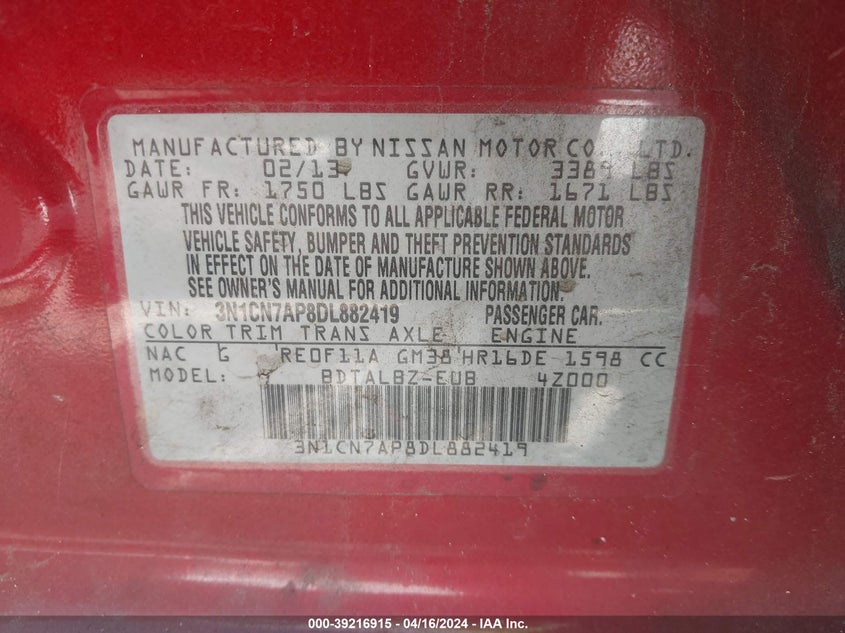 MANUFACTURED BY NISSAN MOTOR CO., LTD.
DATE: 02/13 GVWR: 3389 LBS
GAWR FR: 1750 LBS GAWR RR: 1671 LBS
THIS VEHICLE CONFORMS TO ALL APPLICABLE FEDERAL MOTOR
VEHICLE SAFETY, BUMPER AND THEFT PREVENTION STANDARDS
IN EFFECT ON THE DATE OF MANUFACTURE SHOWN ABOVE.
SEE OWNER'S MANUAL FOR ADDITIONAL INFORMATION.
VIN: 3N1CN7AP8DL882419 PASSENGER CAR.
COLOR TRIM TRANS AXLE ENGINE
NAC G RE0F11A GM38 HR16DE 1598 CC
MODEL: BDTALBZ-EUB 4Z000
3N1CN7AP8DL882419
000-39216915 - 04/16/2024 - IAA Inc.